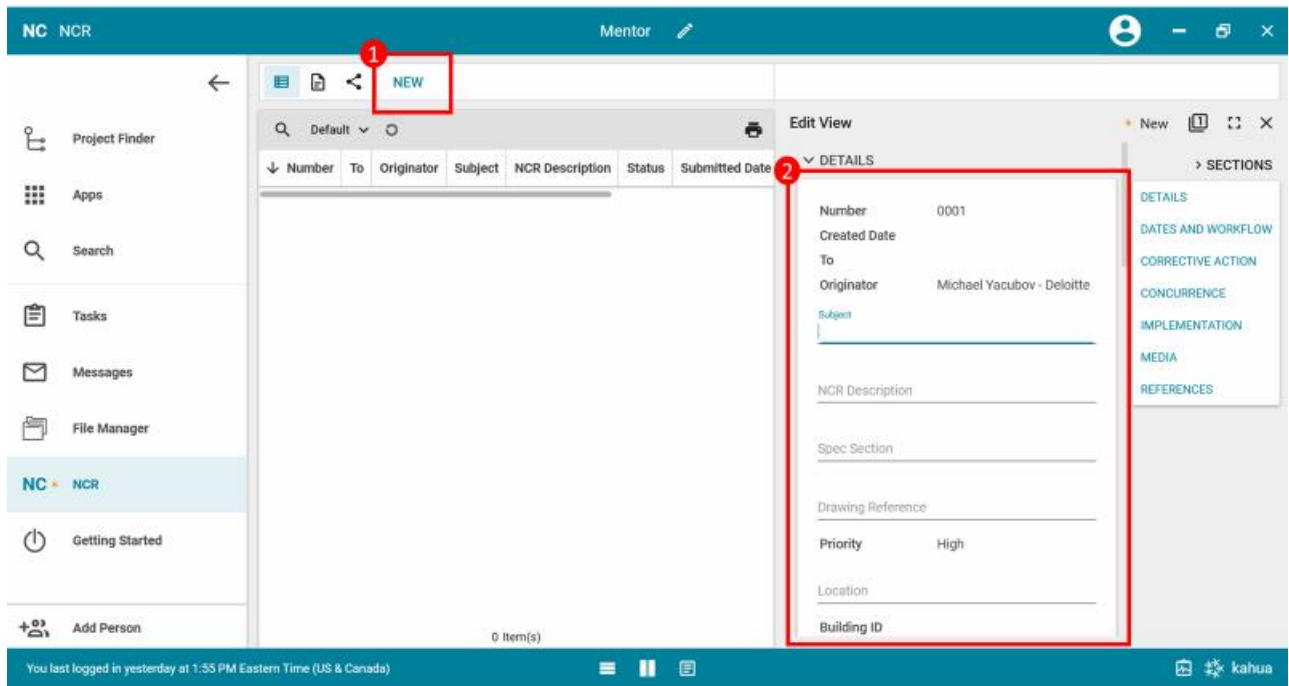 NC NCR
Mentor
1
NEW
Project Finder
Apps
Search
Tasks
Messages
File Manager
NC NCR
Getting Started
Add Person
Default
Number To Originator Subject NCR Description Status Submitted Date
0 Item(s)
Edit View
New
1
DETAILS
2
Number 0001
Created Date
To
Originator Michael Yacubov - Deloitte
Subject
NCR Description
Spec Section
Drawing Reference
Priority High
Location
Building ID
SECTIONS
DETAILS
DATES AND WORKFLOW
CORRECTIVE ACTION
CONCURRENCE
IMPLEMENTATION
MEDIA
REFERENCES
You last logged in yesterday at 1:55 PM Eastern Time (US & Canada)
kahua